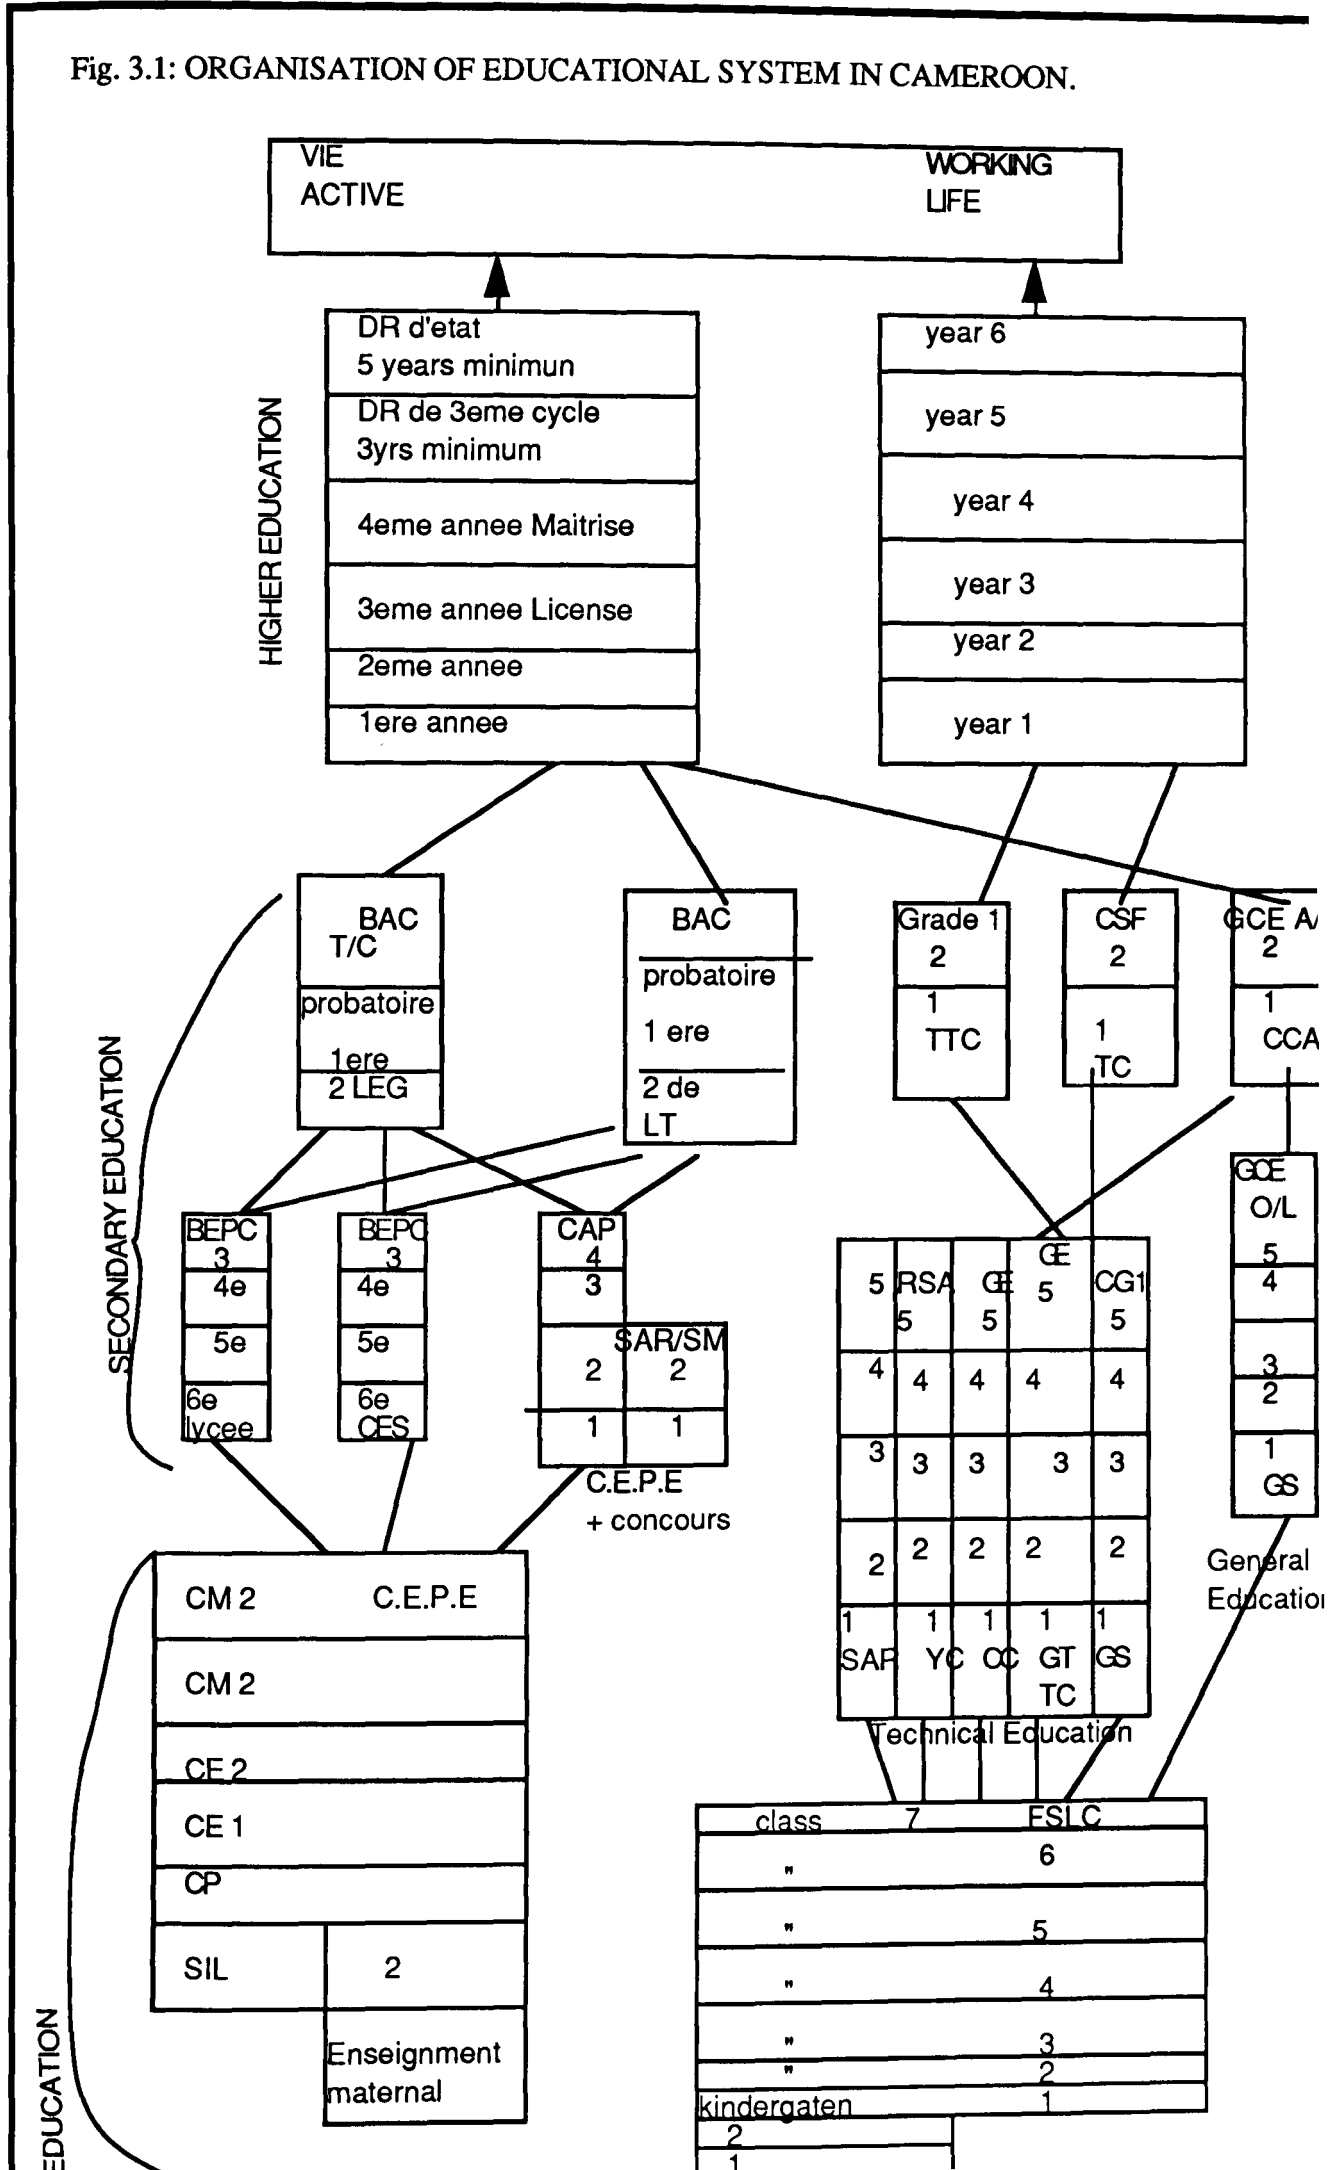 Fig. 3.1: ORGANISATION OF EDUCATIONAL SYSTEM IN CAMEROON.
VIE
ACTIVE
WORKING
LIFE
HIGHER EDUCATION
DR d'etat
5 years minimun
DR de 3eme cycle
3yrs minimum
4eme annee Maitrise
3eme annee License
2eme annee
1ere annee
year 6
year 5
year 4
year 3
year 2
year 1
SECONDARY EDUCATION
BAC
T/C
probatoire
1ere
2 LEG
BAC
probatoire
1 ere
2 de
LT
Grade 1
2
1
TTC
CSF
2
1
TC
GCE A/
2
1
CCA
BEPC
3
4e
5e
6e
lycee
BEPC
3
4e
5e
6e
CES
CAP
4
3
2
1
SAR/SM
2
1
C.E.P.E
+ concours
5 RSA GE GE CG1
5 5 5 5
4 4 4 4 4
3 3 3 3 3
2 2 2 2 2
1 1 1 1 1
SAR YC CC GT GS
TC
Technical Education
GCE
O/L
5
4
3
2
1
GS
General
Education
CM 2 C.E.P.E
CM 2
CE 2
CE 1
CP
SIL 2
Enseignment
maternal
EDUCATION
class 7 FSLC
" 6
" 5
" 4
" 3
" 2
kindergaten 1
2
1